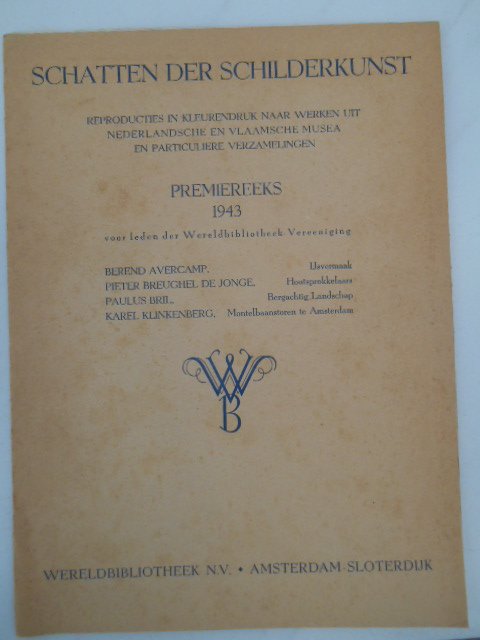 SCHATTEN DER SCHILDERKUNST
REPRODUCTIES IN KLEURENDRUK NAAR WERKEN UIT
NEDERLANDSCHE EN VLAAMSCHE MUSEA
EN PARTICULIERE VERZAMELINGEN
PREMIEREEKS
1943
voor leden der Wereldbibliotheek Vereeniging
BEREND AVERCAMP, IJsvermaak
PIETER BREUGHEL DE JONGE, Houtsprokkelaars
PAULUS BRIL, Bergachtig Landschap
KAREL KLINKENBERG, Montelbaanstoren te Amsterdam
WB
WERELDBIBLIOTHEEK N.V. • AMSTERDAM-SLOTERDIJK